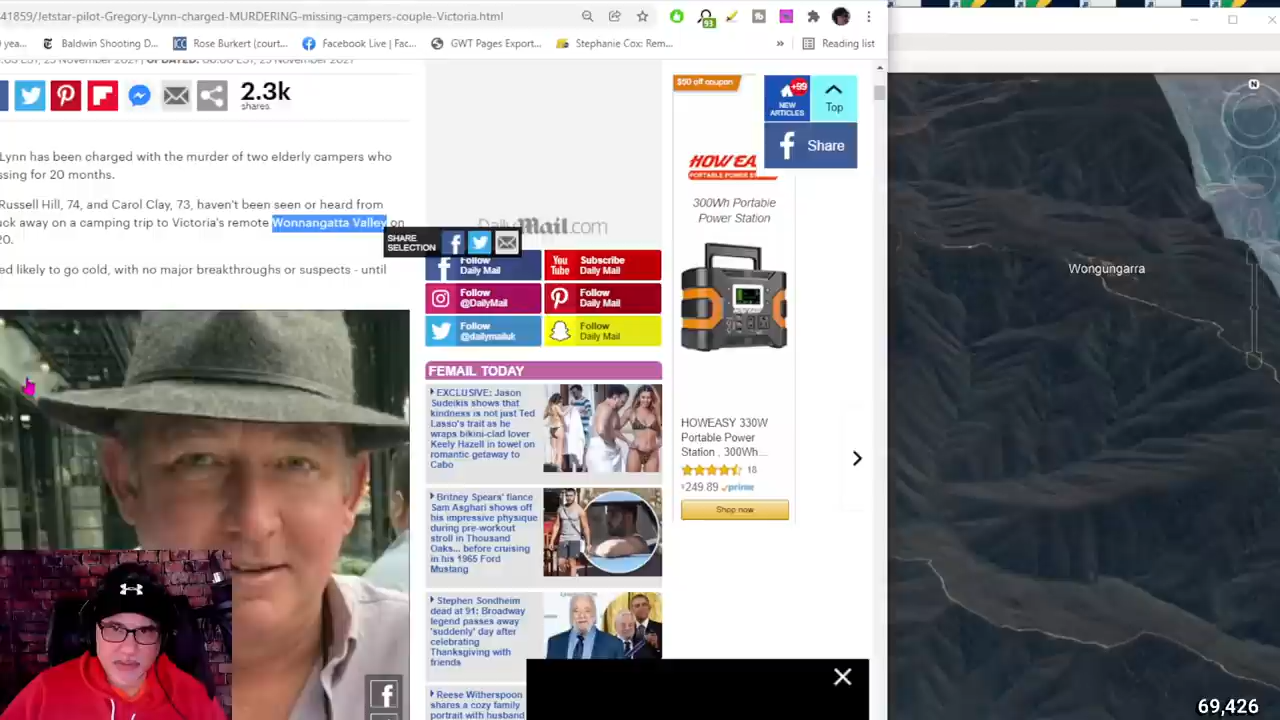 41859/Jetstar-pilot-Gregory-Lynn-charged-MURDERING-missing-campers-couple-Victoria.html
93
Baldwin Shooting D...
Rose Burkert (court...
Facebook Live | Fac...
GWT Pages Export...
Stephanie Cox: Rem...
»
Reading list
2.3k
shares
Lynn has been charged with the murder of two elderly campers who
ssing for 20 months.
Russell Hill, 74, and Carol Clay, 73, haven't been seen or heard from
uck away on a camping trip to Victoria's remote Wonnangatta Valley on
20.
ed likely to go cold, with no major breakthroughs or suspects - until
SHARE
SELECTION
DailyMail.com
Follow
Daily Mail
You
Tube
Subscribe
Daily Mail
Follow
@DailyMail
Follow
Daily Mail
Follow
@dailymailuk
Follow
Daily Mail
FEMAIL TODAY
EXCLUSIVE: Jason
Sudeikis shows that
kindness is not just Ted
Lasso's trait as he
wraps bikini-clad lover
Keely Hazell in towel on
romantic getaway to
Cabo
Britney Spears' fiance
Sam Asghari shows off
his impressive physique
during pre-workout
stroll in Thousand
Oaks... before cruising
in his 1965 Ford
Mustang
Stephen Sondheim
dead at 91: Broadway
legend passes away
'suddenly' day after
celebrating
Thanksgiving with
friends
Reese Witherspoon
shares a cozy family
portrait with husband
$50 off coupon
+99
NEW
ARTICLES
Top
Share
HOWEA
PORTABLE POWER
300Wh Portable
Power Station
HOWEASY 330W
Portable Power
Station , 300Wh...
18
249.89 prime
Shop now
N
Wongungarra
69,426